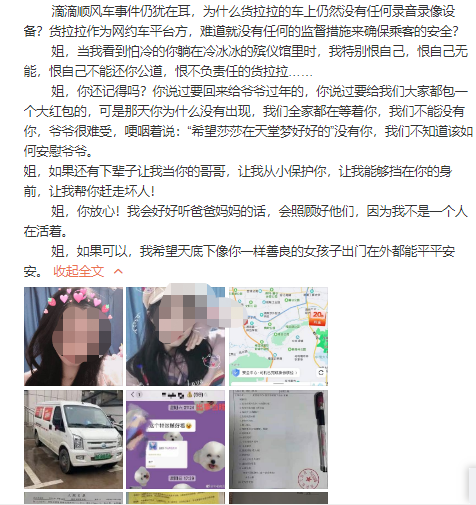 滴滴顺风车事件仍犹在耳，为什么货拉拉的车上仍然没有任何录音录像设
备？货拉拉作为网约车平台方，难道就没有任何的监督措施来确保乘客的安全？
姐，当我看到怕冷的你躺在冷冰冰的殡仪馆里时，我特别恨自己，恨自己无
能，恨自己不能还你公道，恨不负责任的货拉拉……
姐，你还记得吗？你说过要回来给爷爷过年的，你说过要给我们大家都包一
个大红包的，可是那天你为什么没有出现，我们全家都在等着你，我们不能没有
你，爷爷很难受，哽咽着说：“希望莎莎在天堂梦好好的”没有你，我们不知道该如
何安慰爷爷。
姐，如果还有下辈子让我当你的哥哥，让我从小保护你，让我能够挡在你的身
前，让我帮你赶走坏人！
姐，你放心！我会好好听爸爸妈妈的话，会照顾好他们，因为我不是一个人
在活着。
姐，如果可以，我希望天底下像你一样善良的女孩子出门在外都能平平安
安。 收起全文